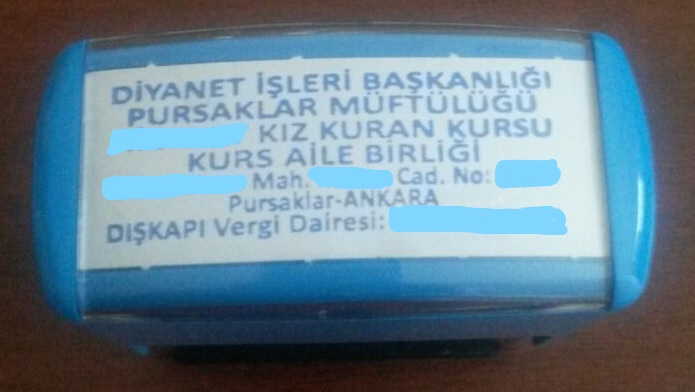 DİYANET İŞLERİ BAŞKANLIĞI
PURSAKLAR MÜFTÜLÜĞÜ
KIZ KURAN KURSU
KURS AİLE BİRLİĞİ
Mah. Cad. No:
Pursaklar-ANKARA
DIŞKAPI Vergi Dairesi: